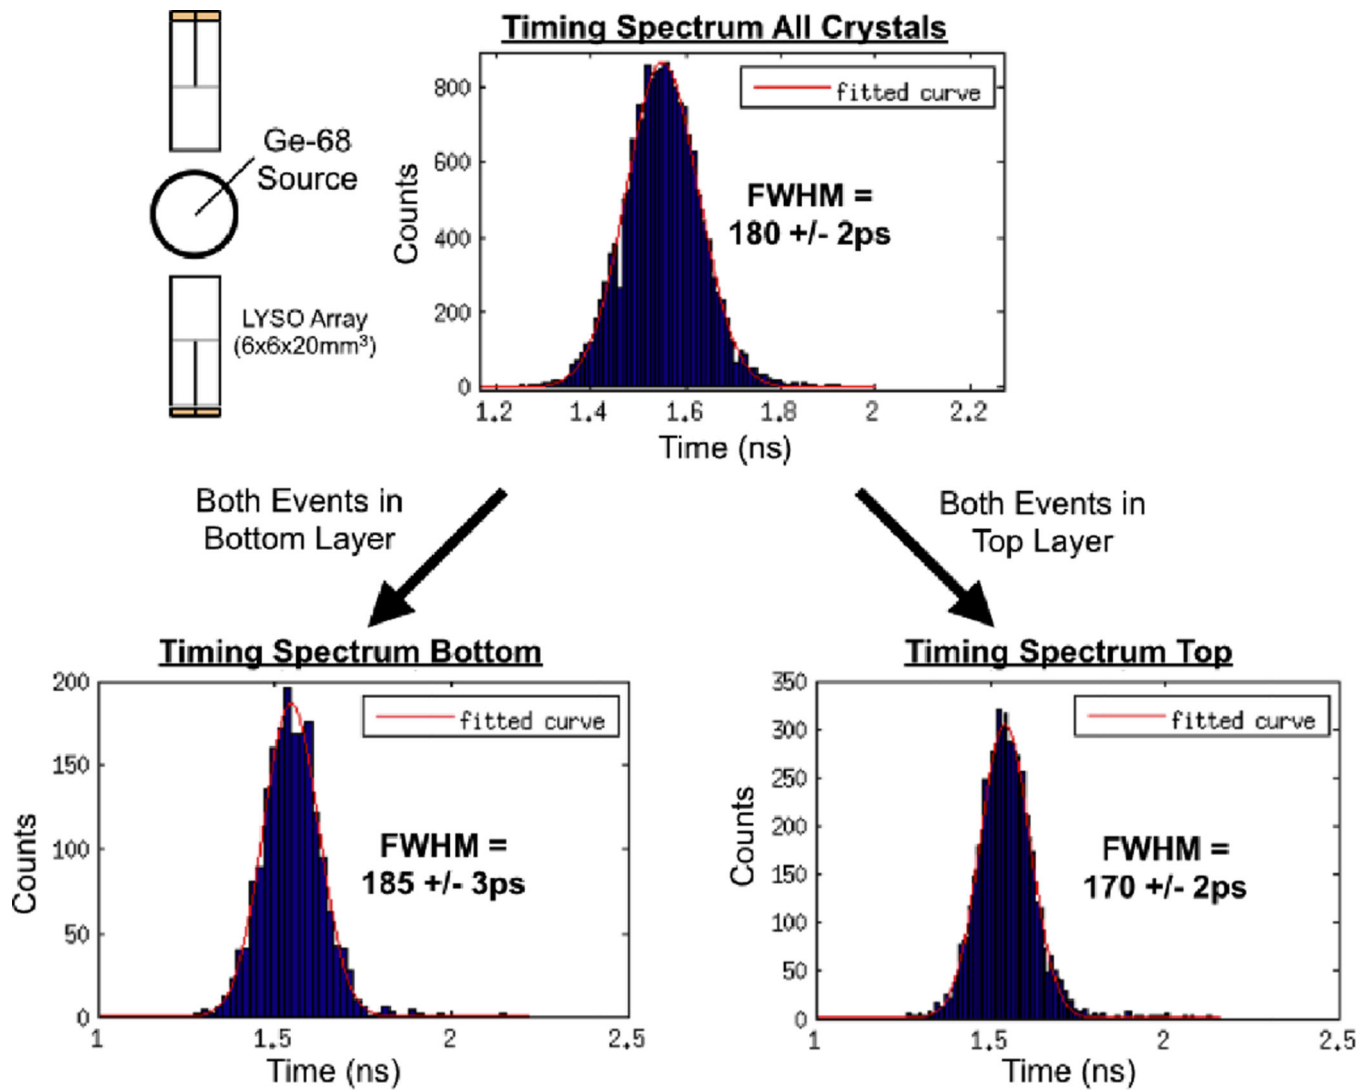 Timing Spectrum All Crystals
Ge-68
Source
LYSO Array
(6x6x20mm³)
Counts
800
600
400
200
0
fitted curve
FWHM =
180 +/- 2ps
1.2
1.4
1.6
1.8
2
2.2
Time (ns)
Both Events in
Bottom Layer
Both Events in
Top Layer
Timing Spectrum Bottom
Counts
200
150
100
50
0
fitted curve
FWHM =
185 +/- 3ps
1
1.5
2
2.5
Time (ns)
Timing Spectrum Top
Counts
350
300
250
200
150
100
50
0
fitted curve
FWHM =
170 +/- 2ps
1
1.5
2
2.5
Time (ns)